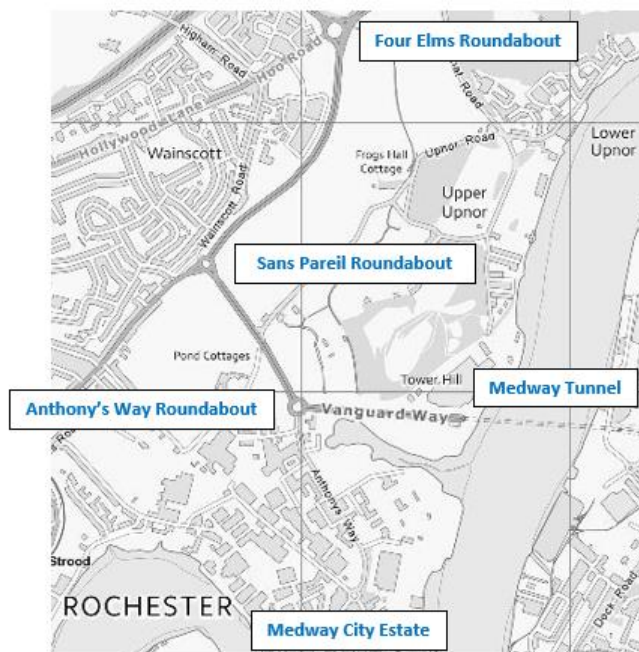 Four Elms Roundabout
Higham Road
Hoo Road
Hollywood Lane
Wainscott
Upnor Road
Frogs Hall
Cottage
Lower
Upnor
Upper
Upnor
Wainscott Road
Sans Pareil Roundabout
Pond Cottages
Tower Hill
Medway Tunnel
Anthony's Way Roundabout
Vanguard Way
Anthonys Way
Strood
ROCHESTER
Dock Road
Medway City Estate